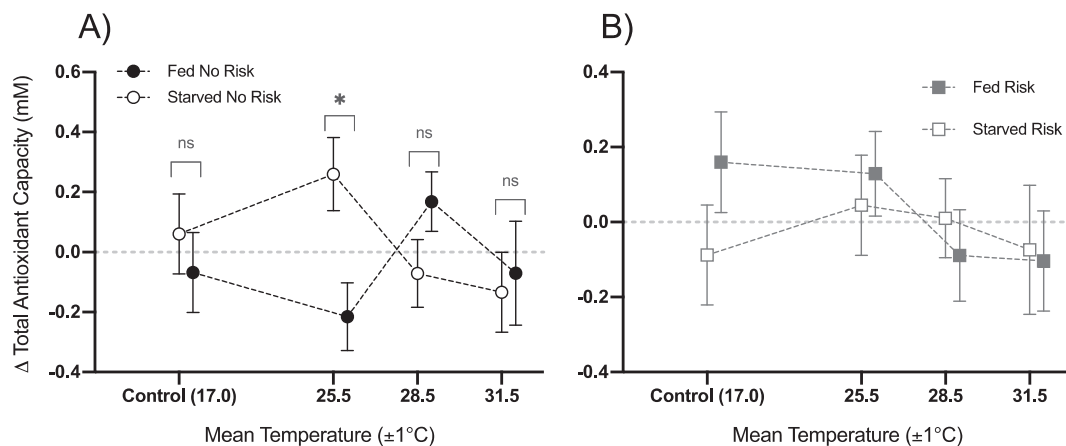 A)
Δ Total Antioxidant Capacity (mM)
0.6
0.4
0.2
0.0
-0.2
-0.4
Fed No Risk
Starved No Risk
ns
*
ns
ns
Control (17.0) 25.5 28.5 31.5
Mean Temperature (±1°C)
B)
0.4
0.2
0.0
-0.2
-0.4
Fed Risk
Starved Risk
Control (17.0) 25.5 28.5 31.5
Mean Temperature (±1°C)